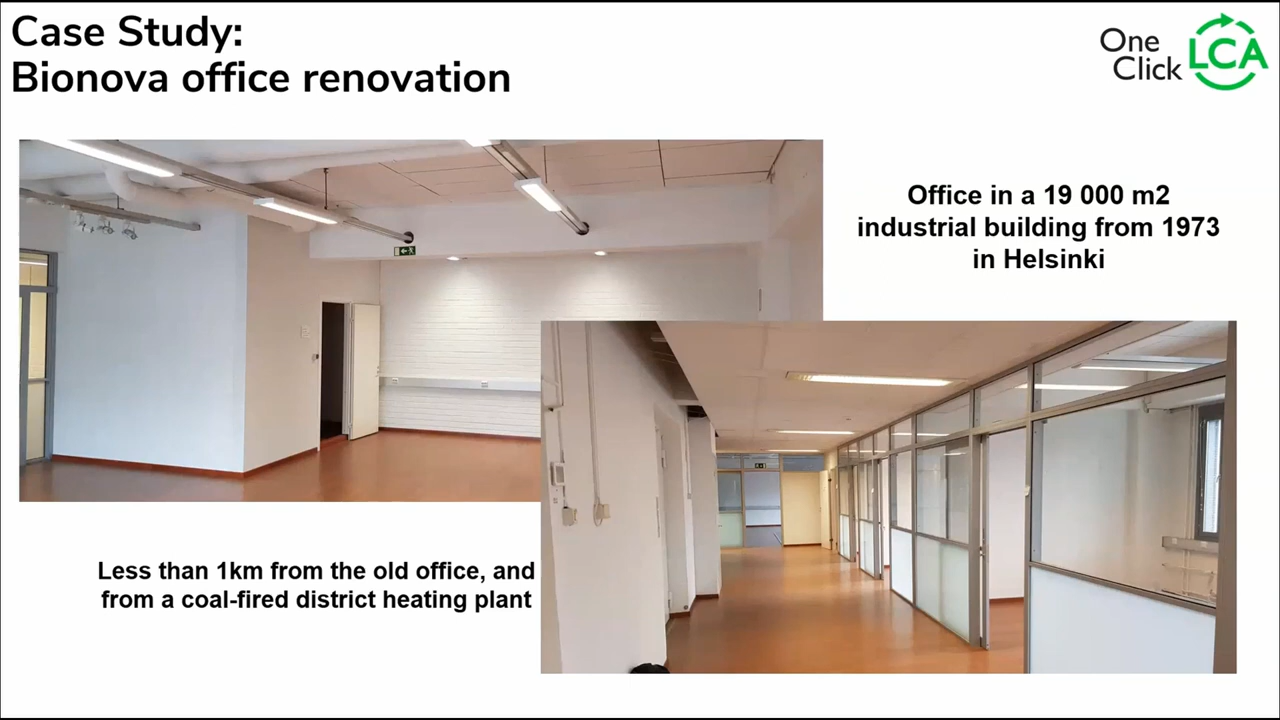 Case Study:
Bionova office renovation
One
Click
LCA
Office in a 19 000 m2
industrial building from 1973
in Helsinki
Less than 1km from the old office, and
from a coal-fired district heating plant